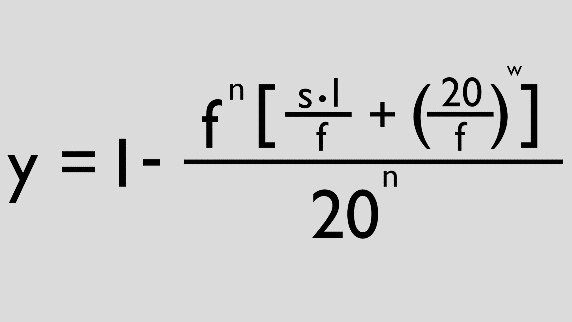 y = 1 - f^n [ (s·1)/f + (20/f)^w ] / 20^n